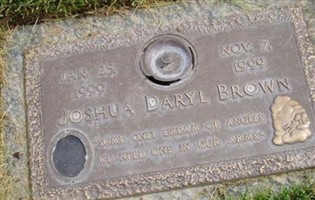 JAN. 25,
1999
NOV. 7
1999
JOSHUA DARYL BROWN
SOME ONLY DREAM OF ANGELS
WE HELD ONE IN OUR ARMS